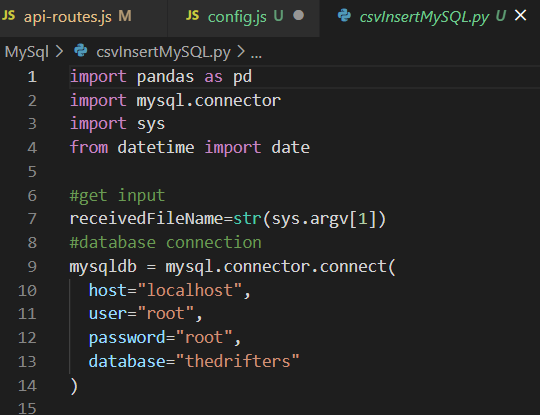 JS api-routes.js M JS config.js U csvInsertMySQL.py U
MySql > csvInsertMySQL.py > ...
1 import pandas as pd
2 import mysql.connector
3 import sys
4 from datetime import date
5
6 #get input
7 receivedFileName=str(sys.argv[1])
8 #database connection
9 mysqldb = mysql.connector.connect(
10 host="localhost",
11 user="root",
12 password="root",
13 database="thedrifters"
14 )
15